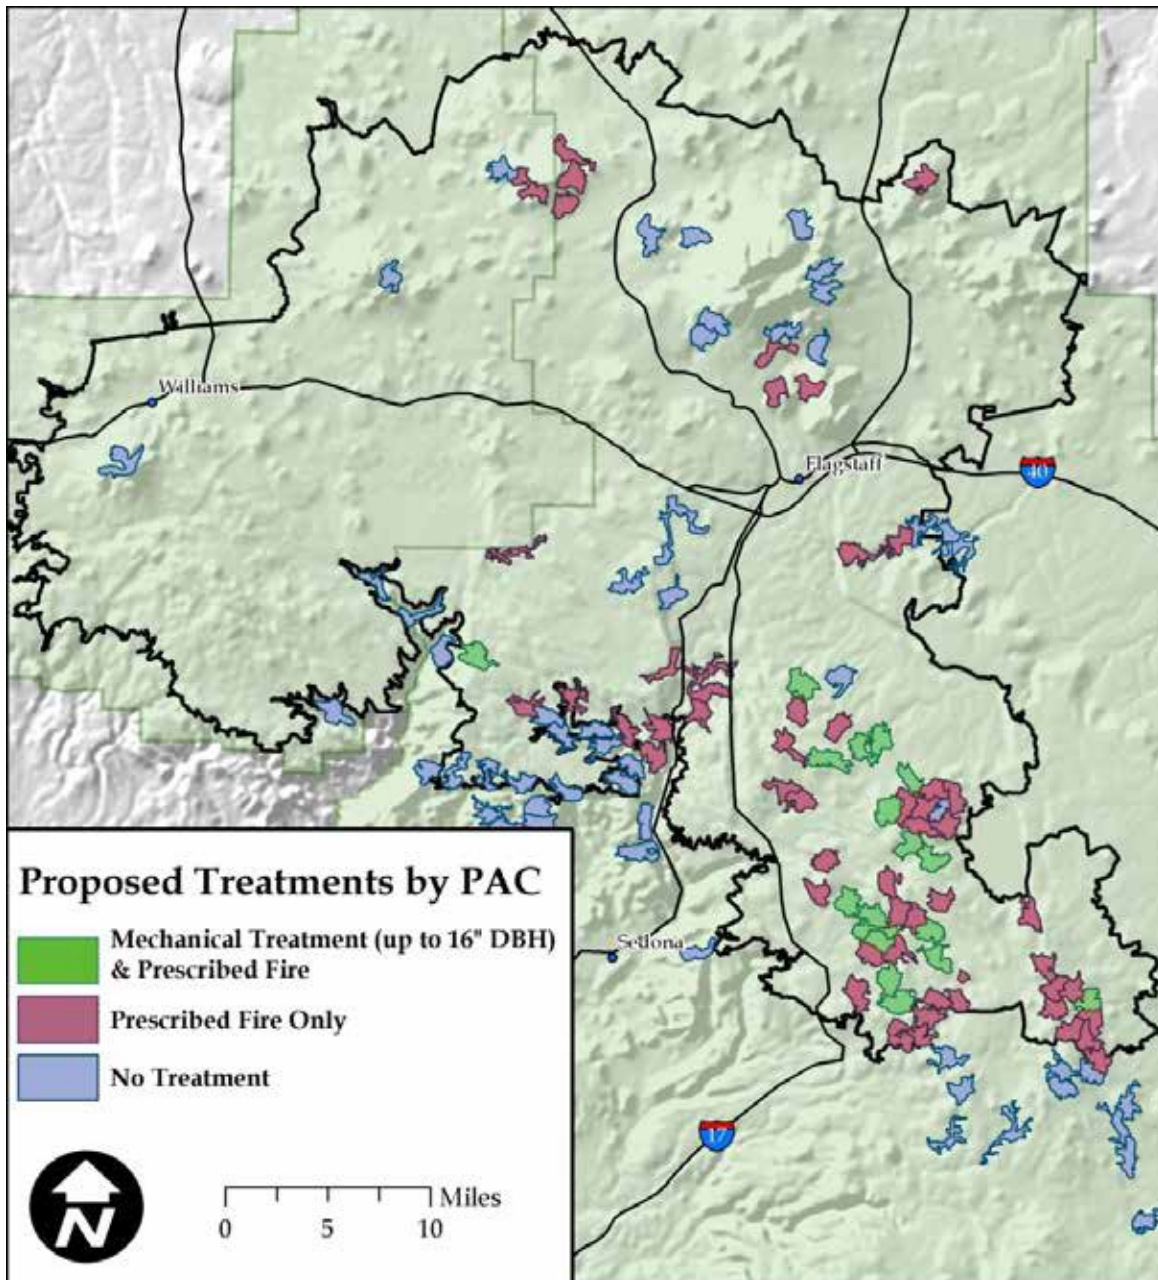 Williams
Flagstaff
40
Sedona
17
Proposed Treatments by PAC
Mechanical Treatment (up to 16" DBH)
& Prescribed Fire
Prescribed Fire Only
No Treatment
N
Miles
0 5 10